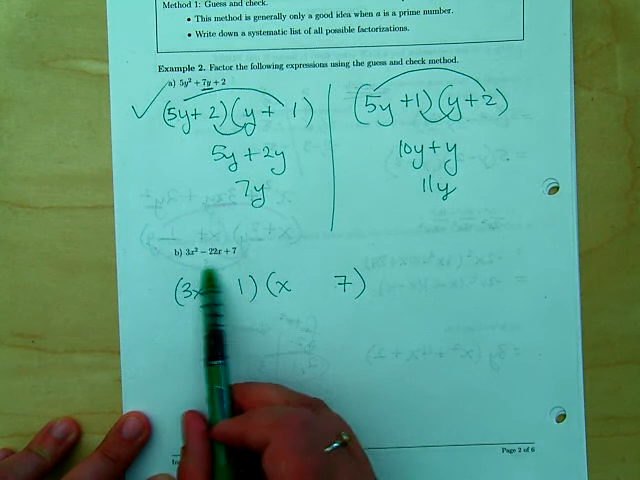 Method 1: Guess and check.
• This method is generally only a good idea when a is a prime number.
• Write down a systematic list of all possible factorizations.
Example 2. Factor the following expressions using the guess and check method.
a) 5y² + 7y + 2
(5y + 2)(y + 1)
5y + 2y
7y
(5y + 1)(y + 2)
10y + y
11y
b) 3x² − 22x + 7
(3x 1)(x 7)
Page 2 of 6